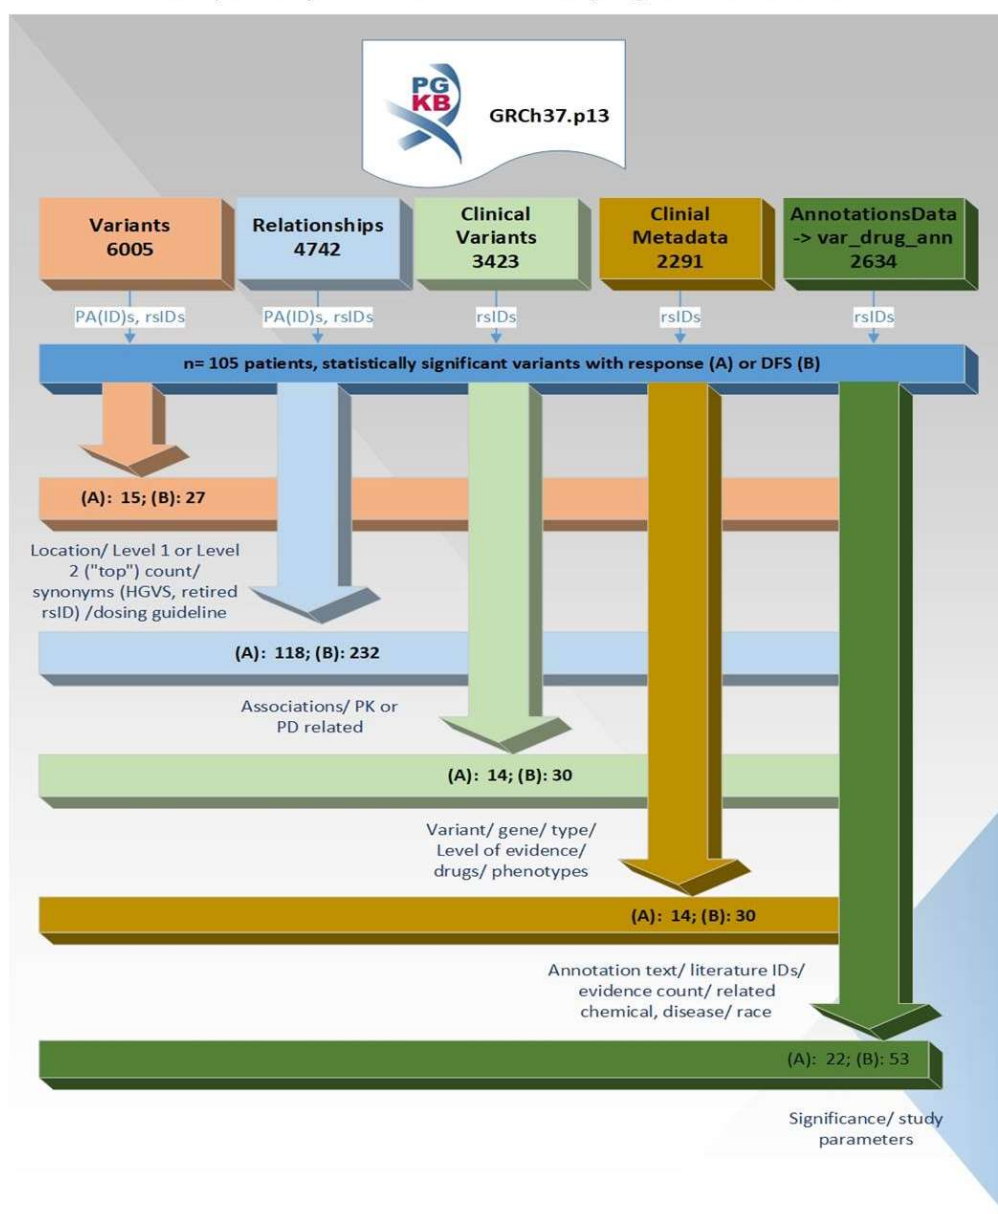 PG
KB
GRCh37.p13
Variants
6005
Relationships
4742
Clinical
Variants
3423
Clinial
Metadada
2291
AnnotationsData
-> var_drug_ann
2634
PA(ID)s, rsIDs
PA(ID)s, rsIDs
rsIDs
rsIDs
rsIDs
n= 105 patients, statistically significant variants with response (A) or DFS (B)
(A): 15; (B): 27
Location/ Level 1 or Level
2 ("top") count/
synonyms (HGVS, retired
rsID) /dosing guideline
(A): 118; (B): 232
Associations/ PK or
PD related
(A): 14; (B): 30
Variant/ gene/ type/
Level of evidence/
drugs/ phenotypes
(A): 14; (B): 30
Annotation text/ literature IDs/
evidence count/ related
chemical, disease/ race
(A): 22; (B): 53
Significance/ study
parameters